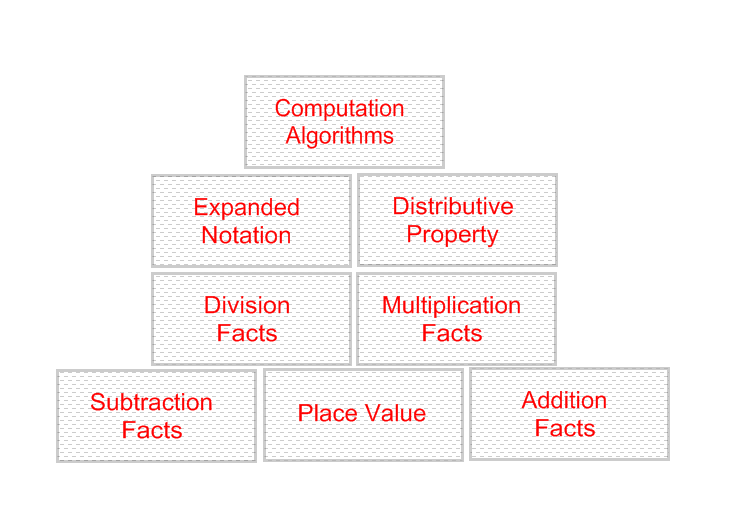 Computation
Algorithms
Expanded
Notation
Distributive
Property
Division
Facts
Multiplication
Facts
Subtraction
Facts
Place Value
Addition
Facts